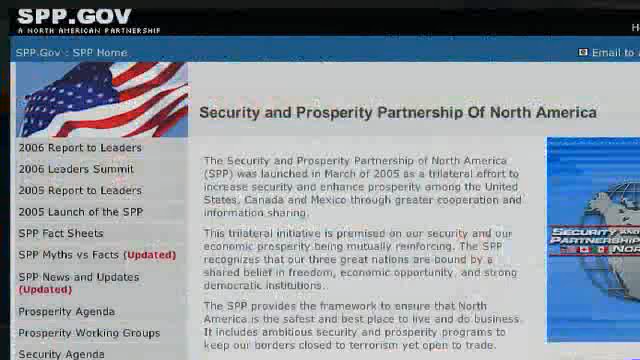 SPP.GOV
A NORTH AMERICAN PARTNERSHIP
SPP.Gov : SPP Home
Email to
2006 Report to Leaders
2006 Leaders Summit
2005 Report to Leaders
2005 Launch of the SPP
SPP Fact Sheets
SPP Myths vs Facts (Updated)
SPP News and Updates
(Updated)
Prosperity Agenda
Prosperity Working Groups
Security Agenda
Security and Prosperity Partnership Of North America
The Security and Prosperity Partnership of North America
(SPP) was launched in March of 2005 as a trilateral effort to
increase security and enhance prosperity among the United
States, Canada and Mexico through greater cooperation and
information sharing.
This trilateral initiative is premised on our security and our
economic prosperity being mutually reinforcing. The SPP
recognizes that our three great nations are bound by a
shared belief in freedom, economic opportunity, and strong
democratic institutions.
The SPP provides the framework to ensure that North
America is the safest and best place to live and do business.
It includes ambitious security and prosperity programs to
keep our borders closed to terrorism yet open to trade.
SECURITY AND
PARTNERSHIP